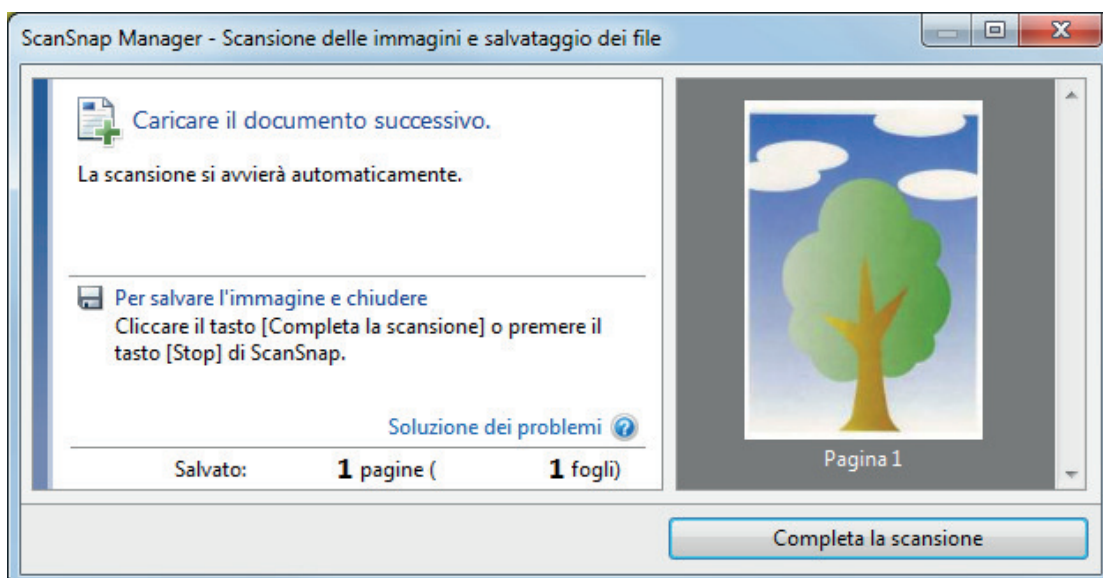 ScanSnap Manager - Scansione delle immagini e salvataggio dei file
Caricare il documento successivo.
La scansione si avvierà automaticamente.
Per salvare l'immagine e chiudere
Cliccare il tasto [Completa la scansione] o premere il
tasto [Stop] di ScanSnap.
Soluzione dei problemi
Salvato: 1 pagine ( 1 fogli)
Pagina 1
Completa la scansione